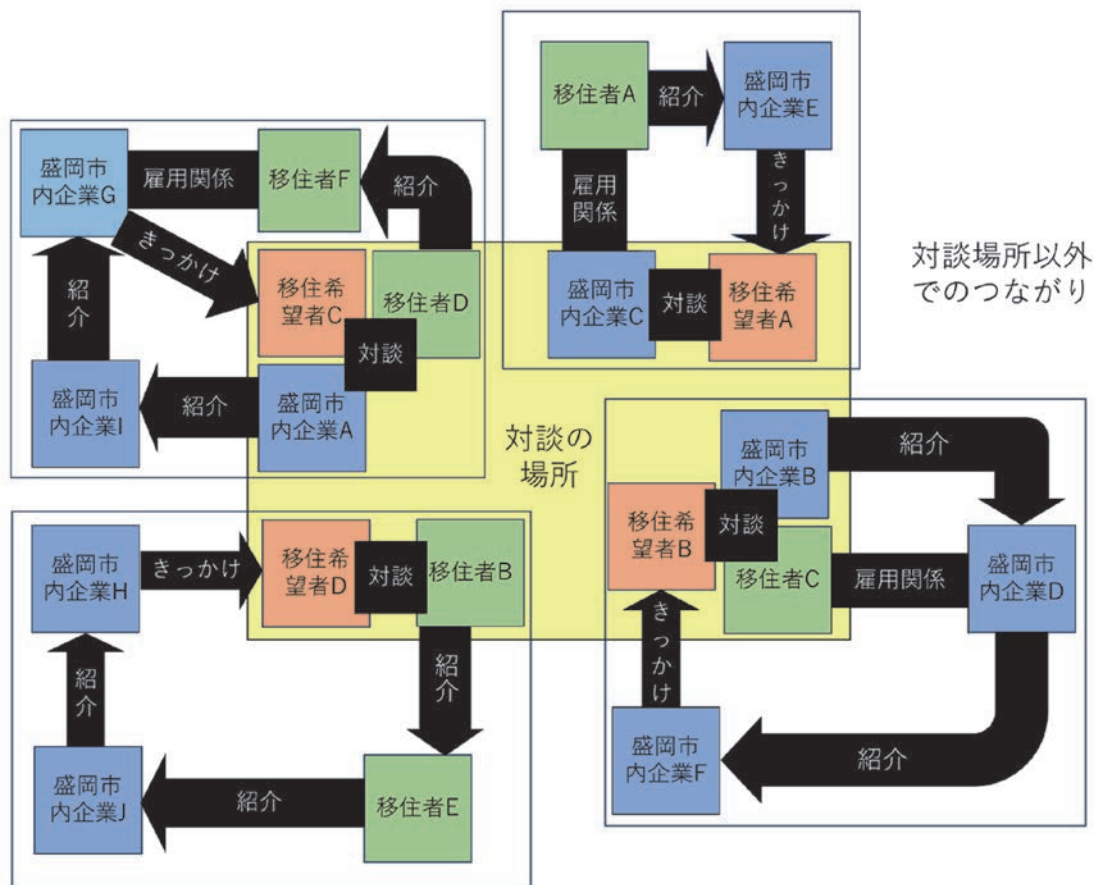 移住者A
紹介
盛岡市
内企業E
雇用
関係
きっかけ
盛岡市
内企業C
対談
移住希
望者A
対談場所以外
でのつながり
盛岡市
内企業G
雇用関係
移住者F
紹介
きっかけ
移住希
望者C
移住者D
対談
紹介
盛岡市
内企業I
紹介
盛岡市
内企業A
対談の
場所
盛岡市
内企業B
紹介
移住希
望者B
対談
移住者C
雇用関係
盛岡市
内企業D
きっかけ
盛岡市
内企業F
紹介
盛岡市
内企業H
きっかけ
移住希
望者D
対談
移住者B
紹介
紹介
盛岡市
内企業J
紹介
移住者E